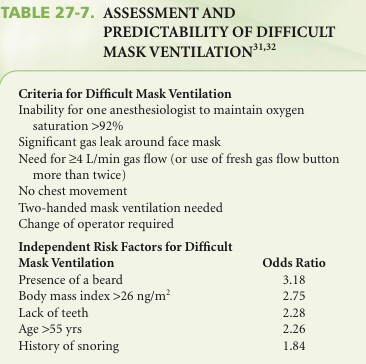 TABLE 27-7. ASSESSMENT AND
PREDICTABILITY OF DIFFICULT
MASK VENTILATION31,32
Criteria for Difficult Mask Ventilation
Inability for one anesthesiologist to maintain oxygen
saturation >92%
Significant gas leak around face mask
Need for ≥4 L/min gas flow (or use of fresh gas flow button
more than twice)
No chest movement
Two-handed mask ventilation needed
Change of operator required
Independent Risk Factors for Difficult
Mask Ventilation Odds Ratio
Presence of a beard 3.18
Body mass index >26 ng/m2 2.75
Lack of teeth 2.28
Age >55 yrs 2.26
History of snoring 1.84